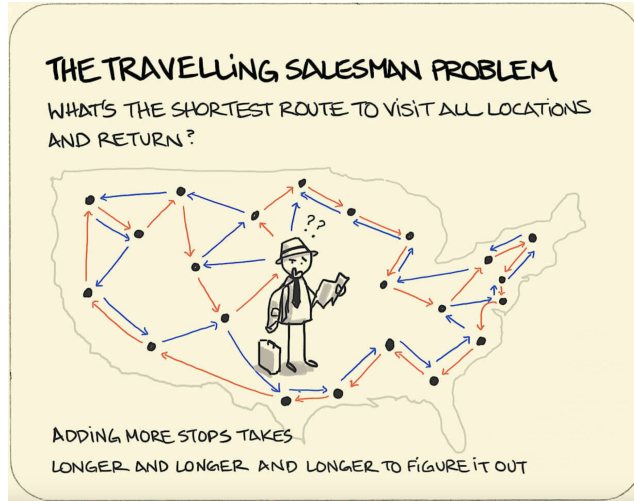 THE TRAVELLING SALESMAN PROBLEM
WHAT'S THE SHORTEST ROUTE TO VISIT ALL LOCATIONS
AND RETURN?
??
ADDING MORE STOPS TAKES
LONGER AND LONGER AND LONGER TO FIGURE IT OUT